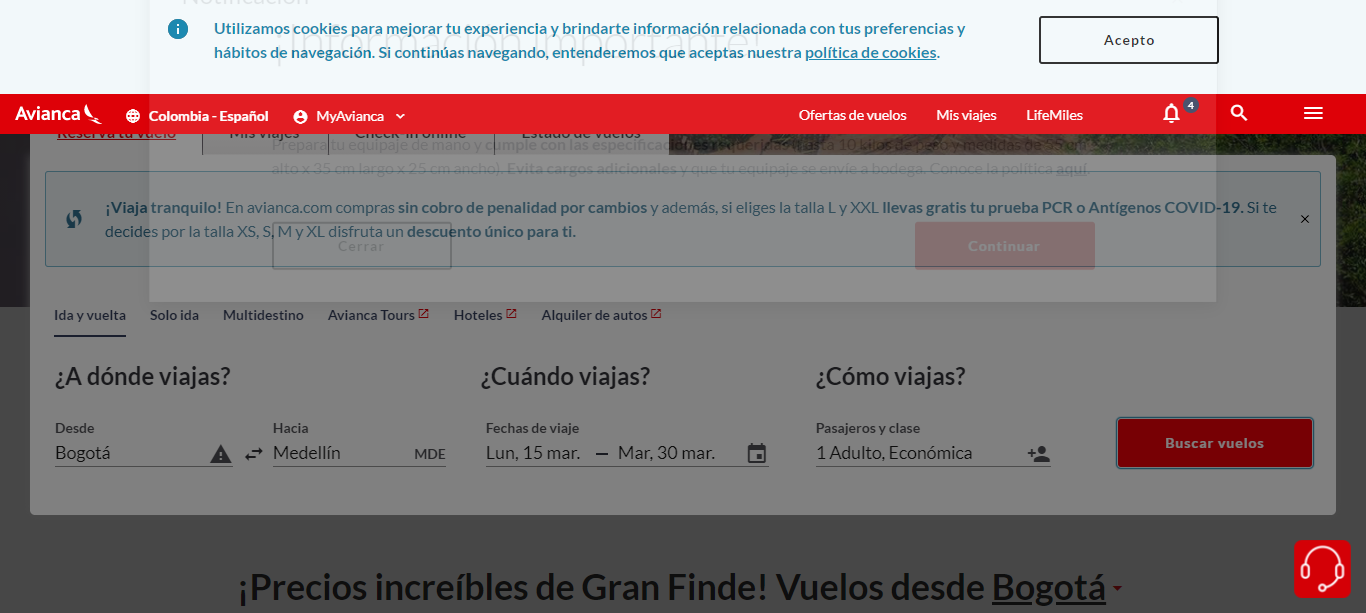 Notificación
Utilizamos cookies para mejorar tu experiencia y brindarte información relacionada con tus preferencias y
hábitos de navegación. Si continúas navegando, entenderemos que aceptas nuestra política de cookies.
Acepto
¡Información importante!
Avianca
Colombia - Español
MyAvianca
Ofertas de vuelos
Mis viajes
LifeMiles
4
Reserva tu vuelo
Mis viajes
Check-in online
Estado de vuelos
Prepara tu equipaje de mano y cumple con las especificaciones requeridas (hasta 10 kilos de peso y medidas de 55 cm
alto x 35 cm largo x 25 cm ancho). Evita cargos adicionales y que tu equipaje se envíe a bodega. Conoce la política aquí.
¡Viaja tranquilo! En avianca.com compras sin cobro de penalidad por cambios y además, si eliges la talla L y XXL llevas gratis tu prueba PCR o Antígenos COVID-19. Si te
decides por la talla XS, S, M y XL disfruta un descuento único para ti.
Cerrar
Continuar
Ida y vuelta
Solo ida
Multidestino
Avianca Tours
Hoteles
Alquiler de autos
¿A dónde viajas?
¿Cuándo viajas?
¿Cómo viajas?
Desde
Hacia
Fechas de viaje
Pasajeros y clase
Bogotá
Medellín
MDE
Lun, 15 mar. — Mar, 30 mar.
1 Adulto, Económica
Buscar vuelos
¡Precios increíbles de Gran Finde! Vuelos desde Bogotá